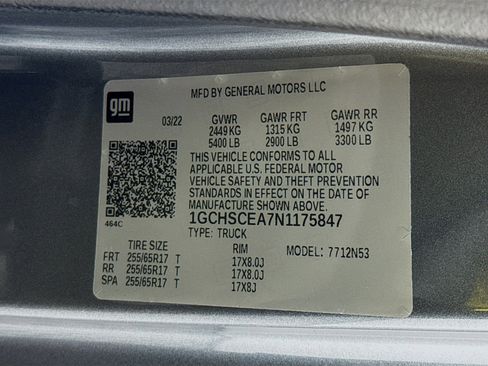 MFD BY GENERAL MOTORS LLC
gm
03/22 GVWR GAWR FRT GAWR RR
2449 KG 1315 KG 1497 KG
5400 LB 2900 LB 3300 LB
THIS VEHICLE CONFORMS TO ALL
APPLICABLE U.S. FEDERAL MOTOR
VEHICLE SAFETY AND THEFT PREVENTION
STANDARDS IN EFFECT ON THE DATE OF
MANUFACTURE SHOWN ABOVE.
464C 1GCHSCEA7N1175847
TYPE: TRUCK
TIRE SIZE RIM MODEL: 7712N53
FRT 255/65R17 T 17X8.0J
RR 255/65R17 T 17X8.0J
SPA 255/65R17 T 17X8J